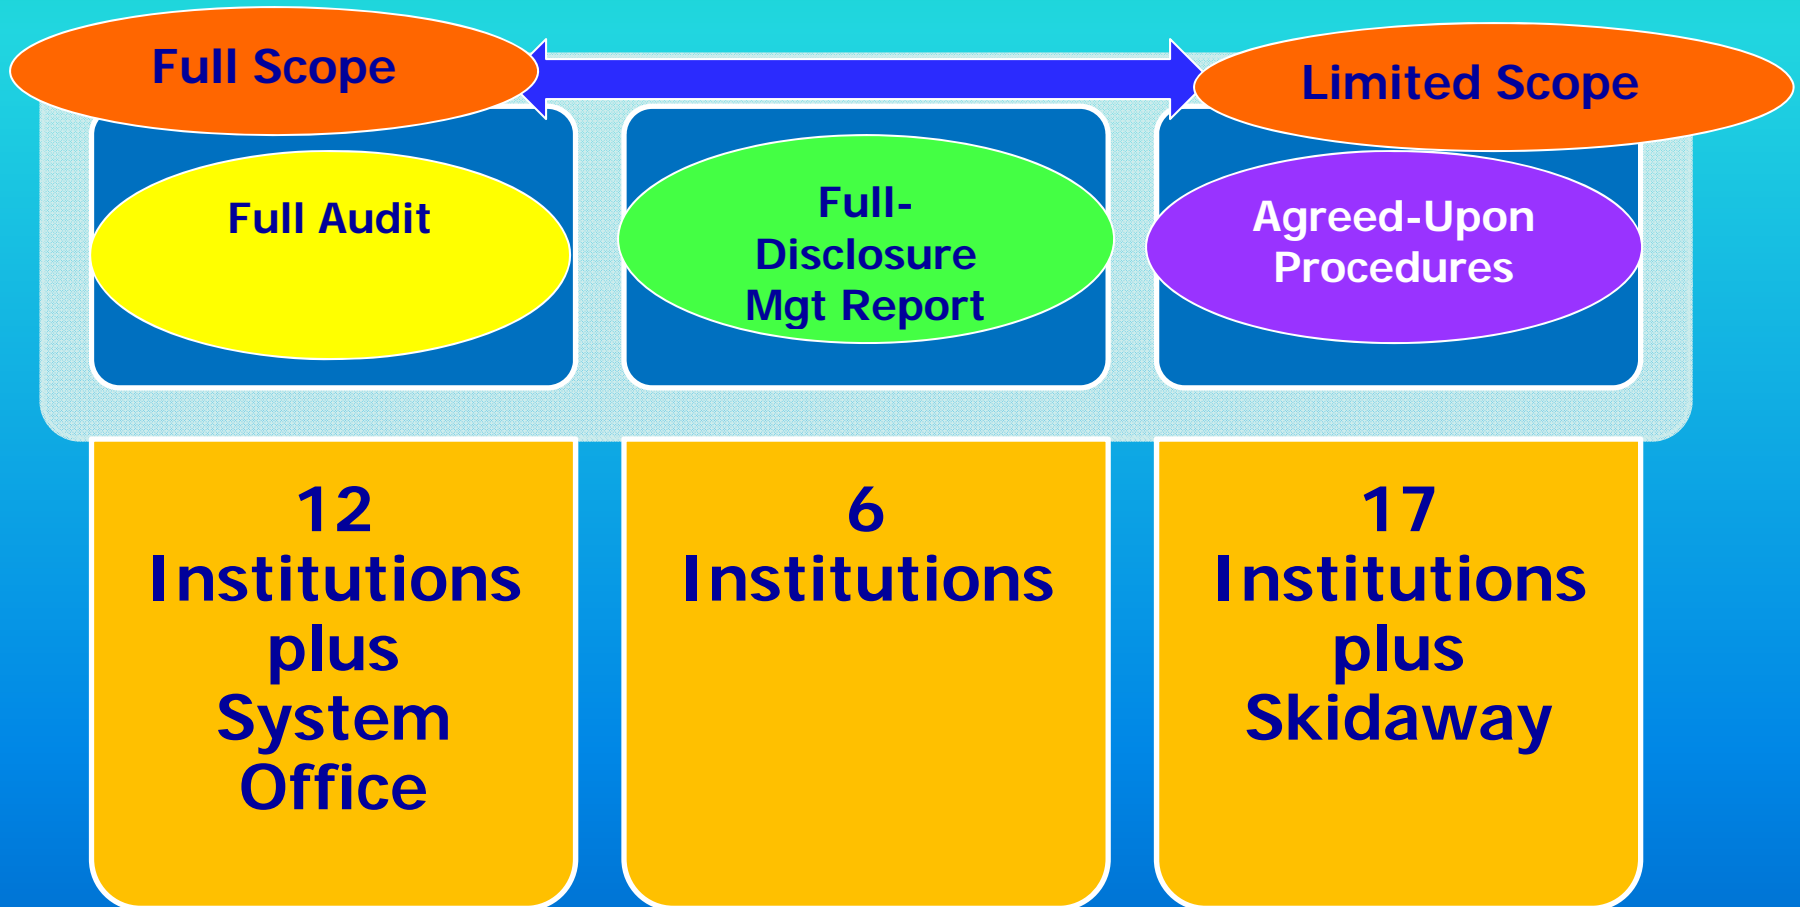 Full Scope
Limited Scope
Full Audit
Full-
Disclosure
Mgt Report
Agreed-Upon
Procedures
12
Institutions
plus
System
Office
6
Institutions
17
Institutions
plus
Skidaway